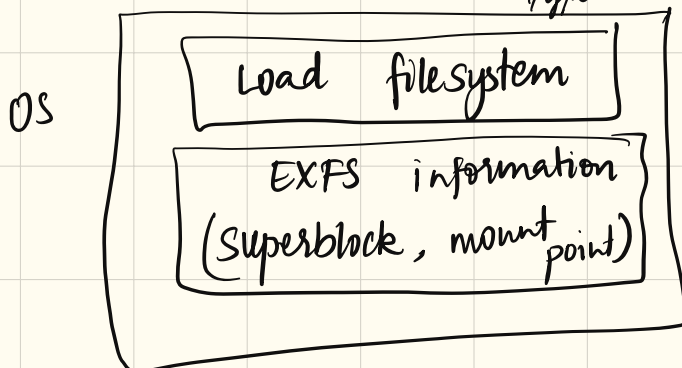 Load filesystem
OS
EXFS information
(superblock, mount point)